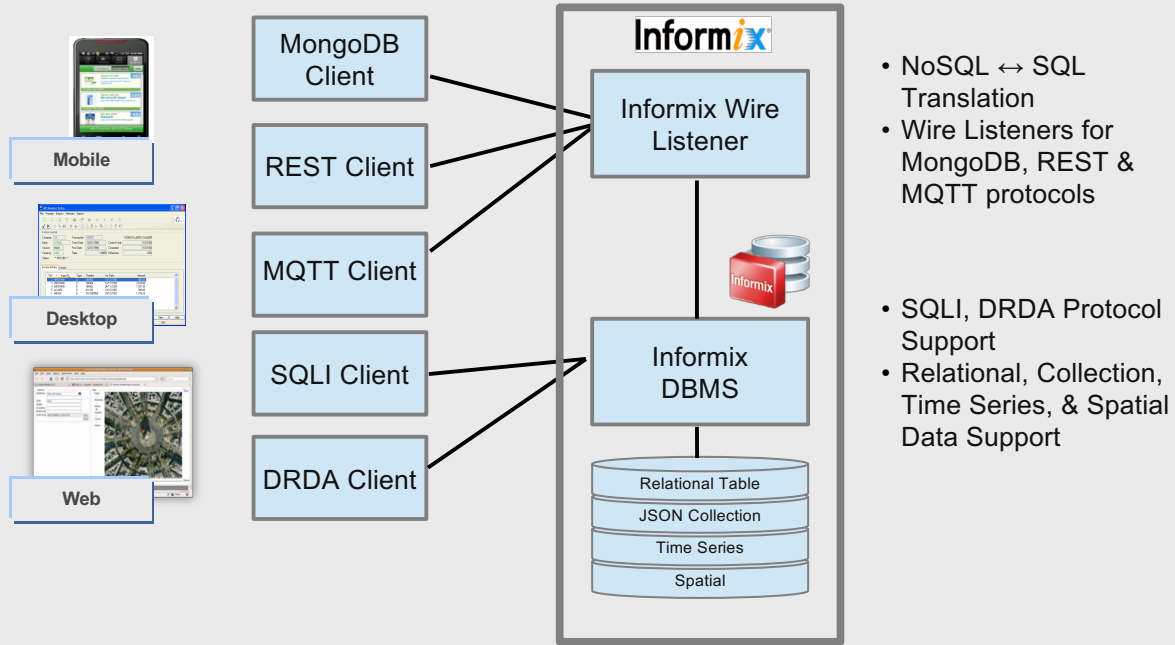 Mobile
Desktop
Web
MongoDB
Client
REST Client
MQTT Client
SQLI Client
DRDA Client
Informix
Informix Wire
Listener
Informix
Informix
DBMS
Relational Table
JSON Collection
Time Series
Spatial
• NoSQL ↔ SQL
Translation
• Wire Listeners for
MongoDB, REST &
MQTT protocols
• SQLI, DRDA Protocol
Support
• Relational, Collection,
Time Series, & Spatial
Data Support